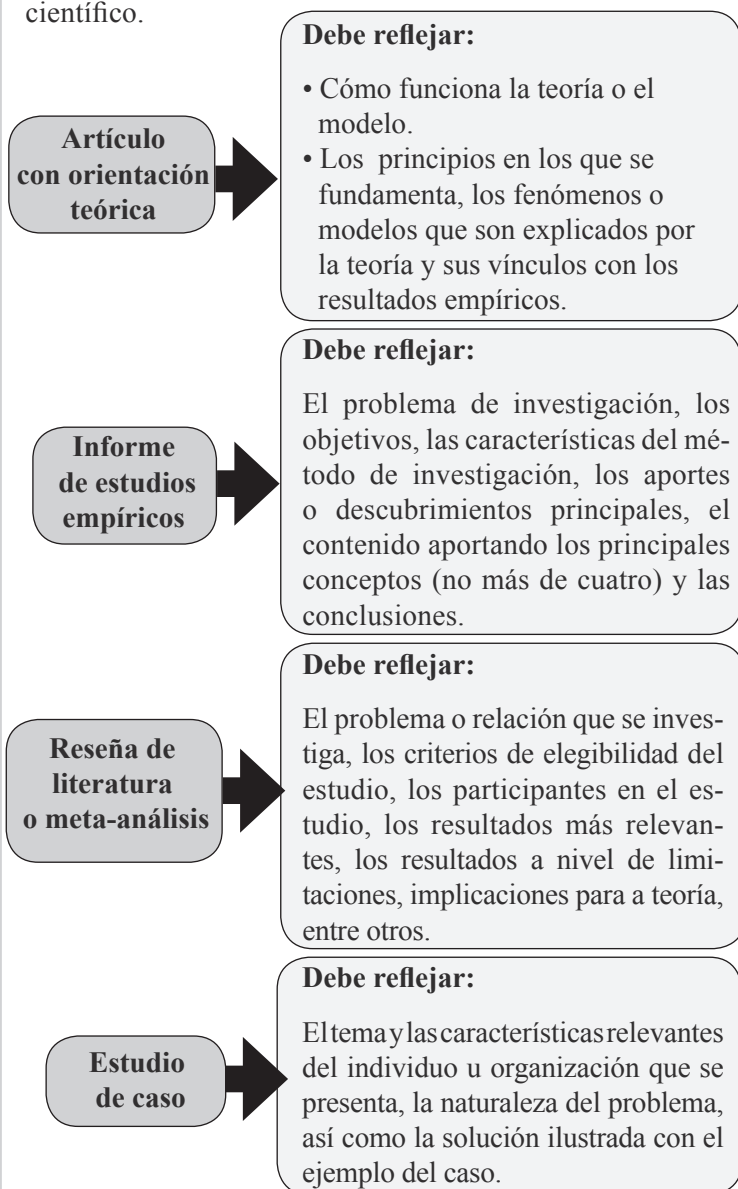 científico.
Artículo
con orientación
teórica
Debe reflejar:
• Cómo funciona la teoría o el
modelo.
• Los principios en los que se
fundamenta, los fenómenos o
modelos que son explicados por
la teoría y sus vínculos con los
resultados empíricos.
Informe
de estudios
empíricos
Debe reflejar:
El problema de investigación, los
objetivos, las características del mé-
todo de investigación, los aportes
o descubrimientos principales, el
contenido aportando los principales
conceptos (no más de cuatro) y las
conclusiones.
Reseña de
literatura
o meta-análisis
Debe reflejar:
El problema o relación que se inves-
tiga, los criterios de elegibilidad del
estudio, los participantes en el es-
tudio, los resultados más relevan-
tes, los resultados a nivel de limi-
taciones, implicaciones para a teoría,
entre otros.
Estudio
de caso
Debe reflejar:
El tema y las características relevantes
del individuo u organización que se
presenta, la naturaleza del problema,
así como la solución ilustrada con el
ejemplo del caso.